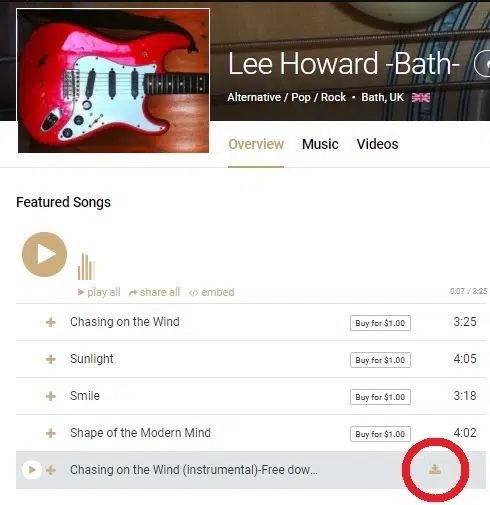 Lee Howard -Bath-
Alternative / Pop / Rock • Bath, UK
Overview Music Videos
Featured Songs
play all share all embed 0:07 / 3:25
Chasing on the Wind Buy for $1.00 3:25
Sunlight Buy for $1.00 4:05
Smile Buy for $1.00 3:18
Shape of the Modern Mind Buy for $1.00 4:02
Chasing on the Wind (instrumental)-Free dow...